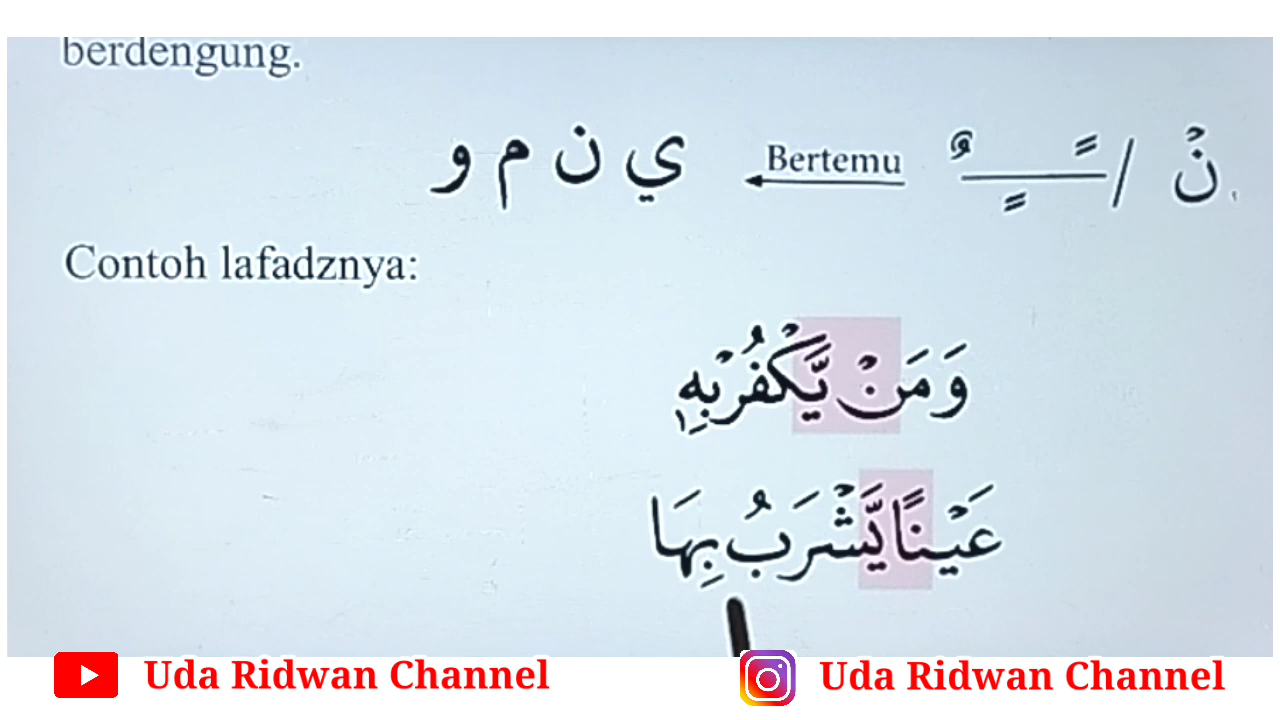 berdengung.
نْ / ـًـٍـٌ Bertemu ي ن م و
Contoh lafadznya:
وَمَنْ يَّكْفُرْبِهٖ
عَيْنًا يَّشْرَبُ بِهَا
Uda Ridwan Channel Uda Ridwan Channel